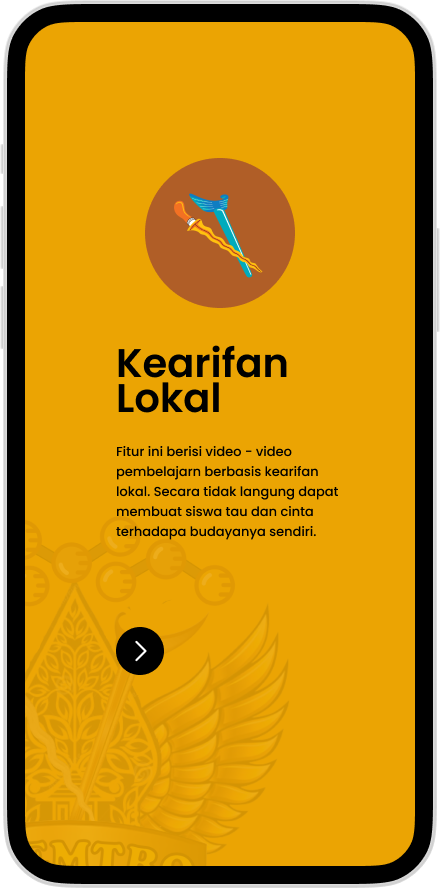 Kearifan
Lokal
Fitur ini berisi video - video
pembelajarn berbasis kearifan
lokal. Secara tidak langung dapat
membuat siswa tau dan cinta
terhadapa budayanya sendiri.